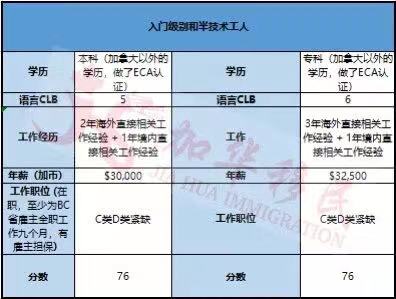 入门级别和半技术工人
学历
本科（加拿大以外的
学历，做了ECA认
证）
学历
专科（加拿大以外的
学历，做了ECA认
证）
语言CLB
5
语言CLB
6
工作经历
2年海外直接相关工
作经验 + 1年境内直
接相关工作经验
工作
3年海外直接相关工
作经验 + 1年境内直
接相关工作经验
年薪（加币）
$30,000
年薪
$32,500
工作职位 (在
职，至少为BC
省雇主全职工
作九个月，有
雇主担保）
C类D类紧缺
工作职位
C类D类紧缺
分数
76
分数
76
加华移民
JIA HUA IMMIGRATION